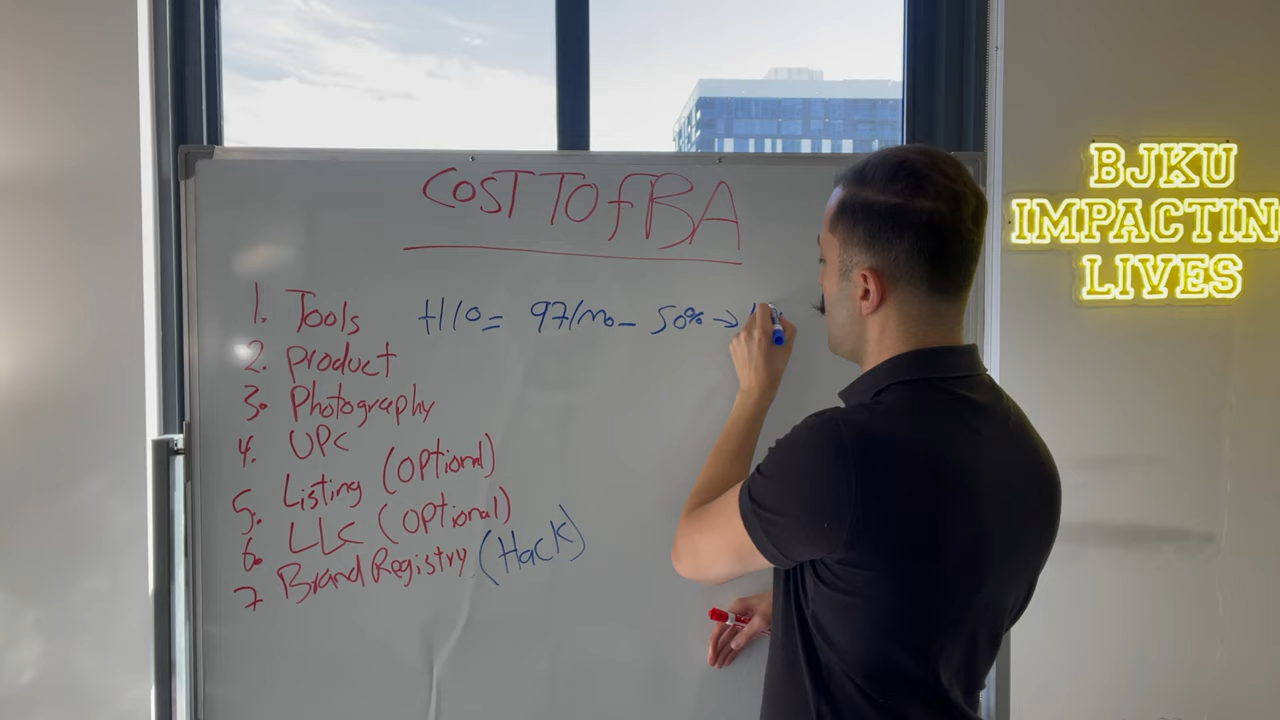 COST TO fBA
1. Tools H10= 97/mo - 50% →
2. product
3. Photography
4. UPC
5. Listing (optional)
6. LLC (optional)
7 Brand Registry (Hack)
BJKU
IMPACTIN
LIVES